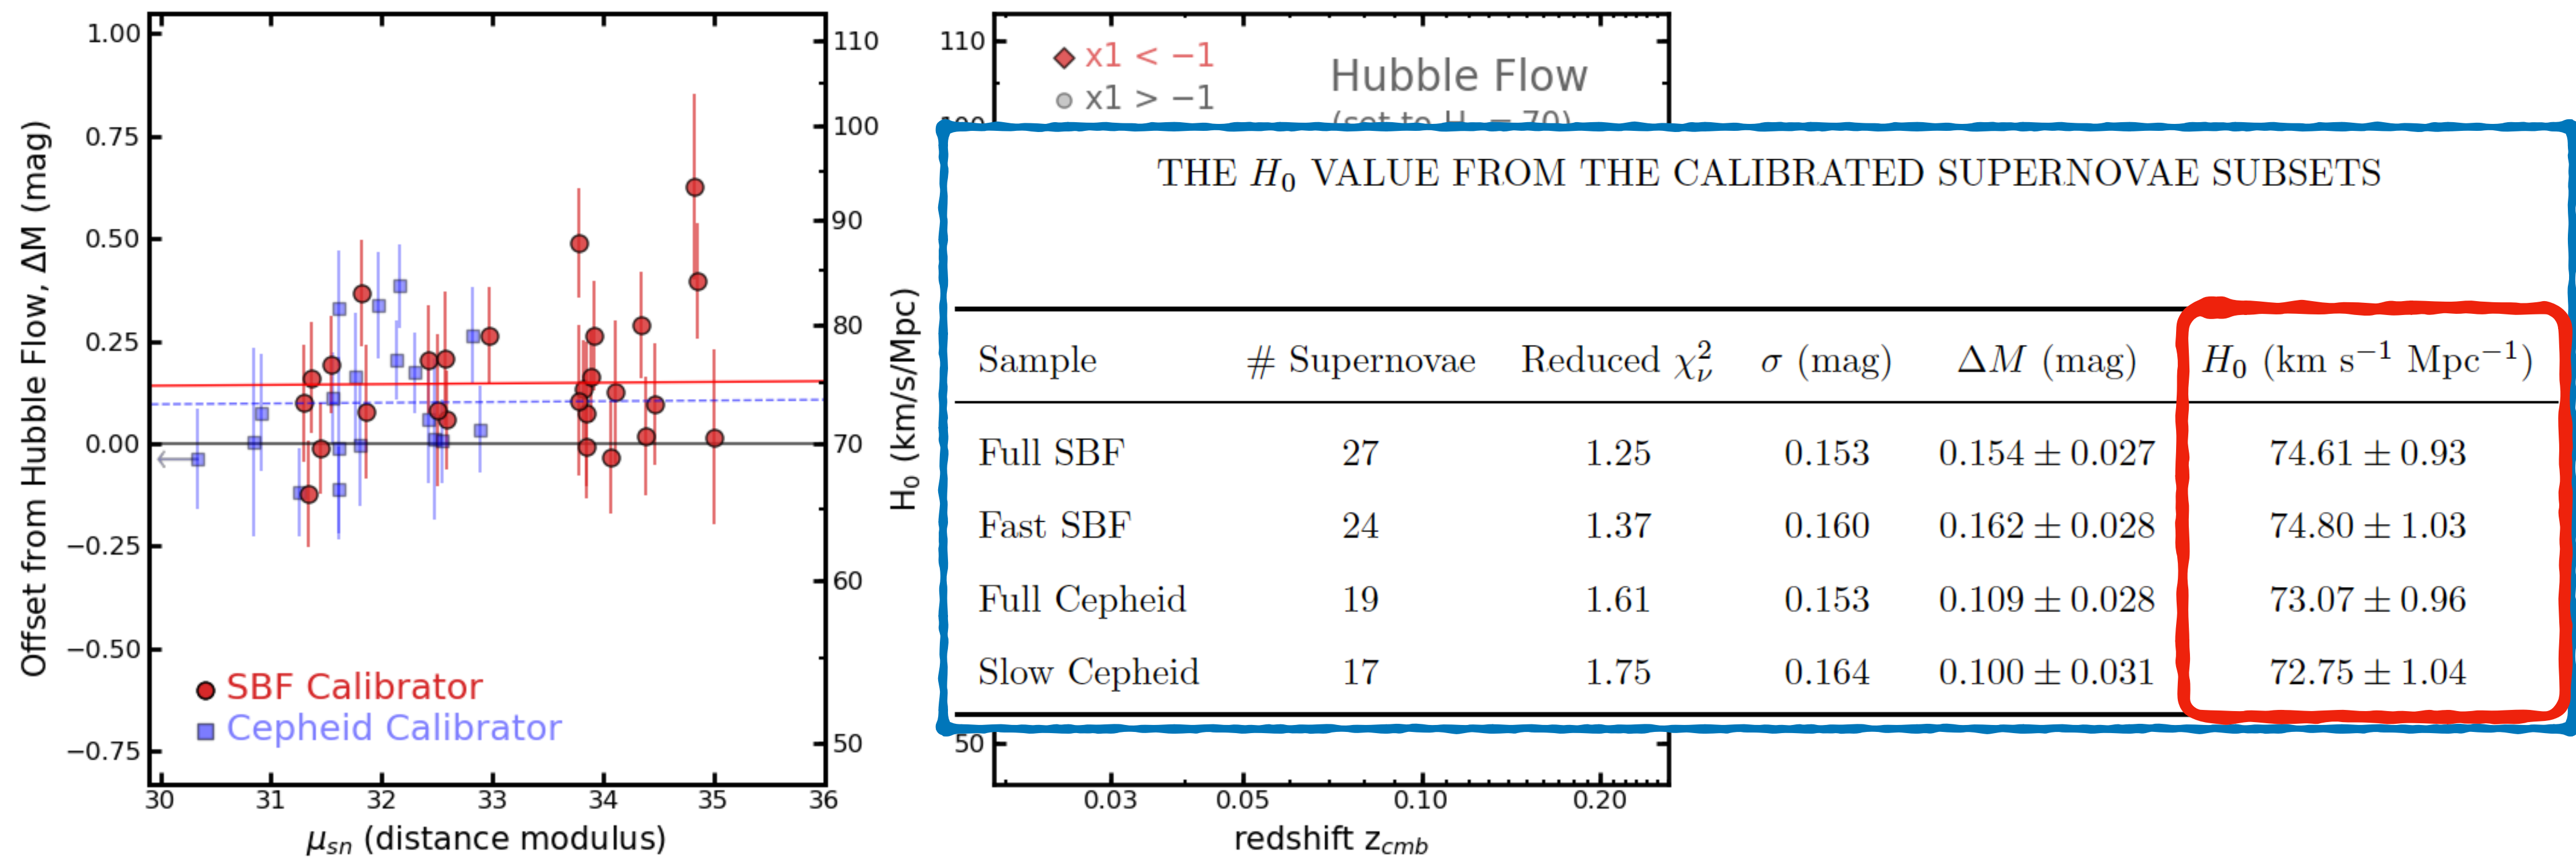 1.00
0.75
0.50
0.25
0.00
−0.25
−0.50
−0.75
Offset from Hubble Flow, ΔM (mag)
SBF Calibrator
Cepheid Calibrator
30 31 32 33 34 35 36
μsn (distance modulus)
110
100
90
80
70
60
50
H0 (km/s/Mpc)
110
100
50
x1 < −1
x1 > −1
Hubble Flow
(set to H0 = 70)
THE H0 VALUE FROM THE CALIBRATED SUPERNOVAE SUBSETS
Sample # Supernovae Reduced χ²ν σ (mag) ΔM (mag) H0 (km s−1 Mpc−1)
Full SBF 27 1.25 0.153 0.154 ± 0.027 74.61 ± 0.93
Fast SBF 24 1.37 0.160 0.162 ± 0.028 74.80 ± 1.03
Full Cepheid 19 1.61 0.153 0.109 ± 0.028 73.07 ± 0.96
Slow Cepheid 17 1.75 0.164 0.100 ± 0.031 72.75 ± 1.04
0.03 0.05 0.10 0.20
redshift zcmb